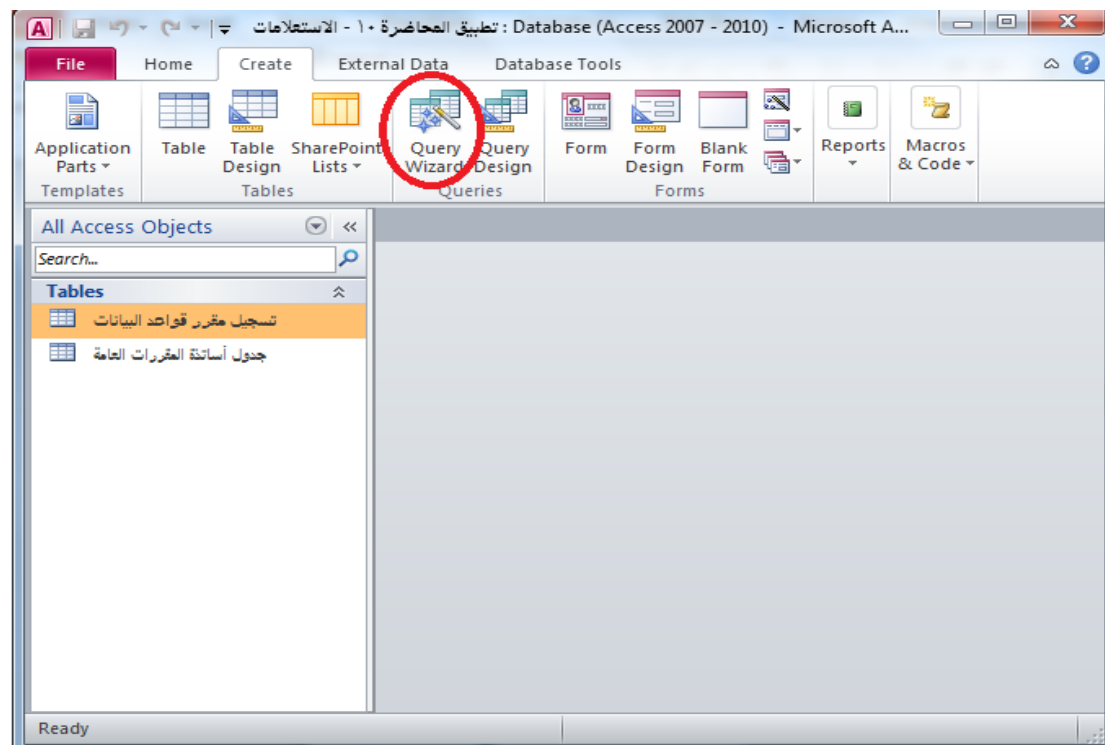 تطبيق المحاضرة ١٠ - الاستعلامات : Database (Access 2007 - 2010) - Microsoft A...
File Home Create External Data Database Tools
Application Parts
Table
Table Design
SharePoint Lists
Query Wizard
Query Design
Form
Form Design
Blank Form
Reports
Macros & Code
Templates Tables Queries Forms
All Access Objects
Search...
Tables
تسجيل مقرر قواعد البيانات
جدول أساتذة المقررات العامة
Ready